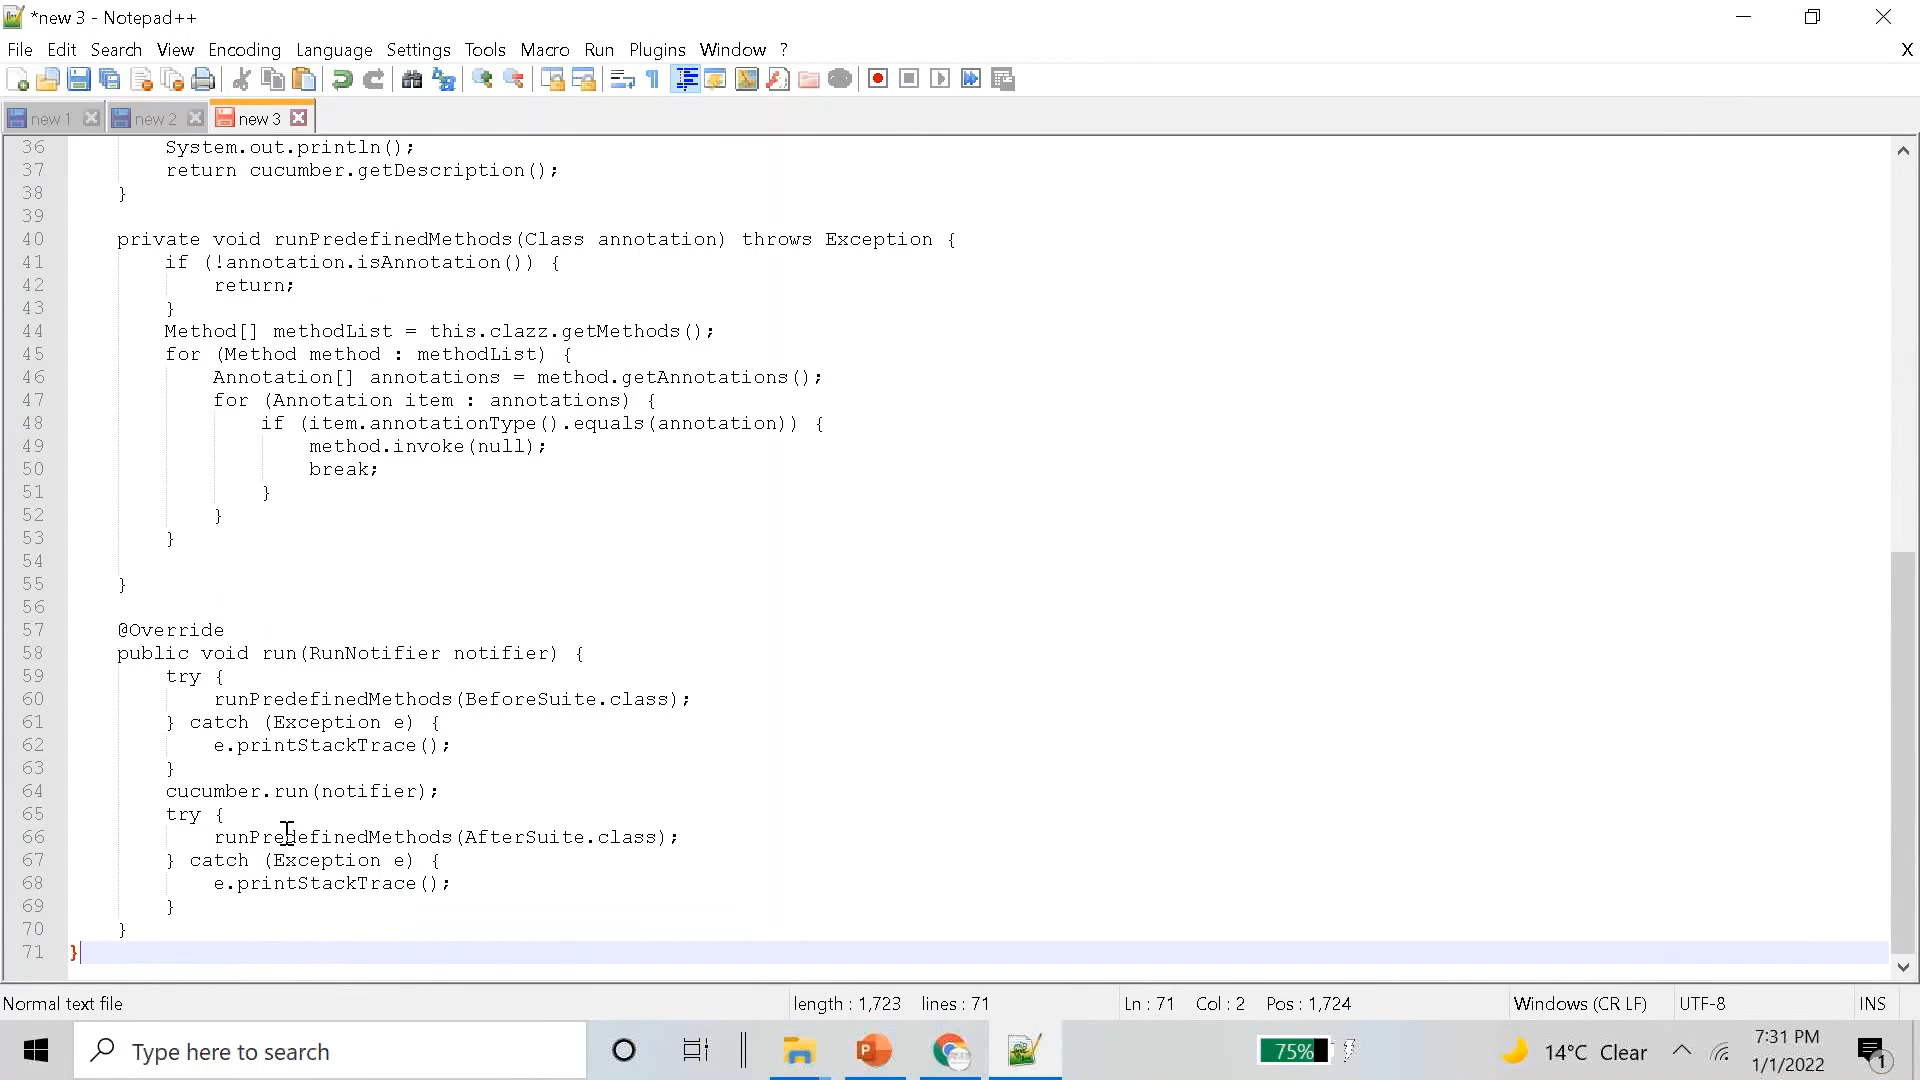 *new 3 - Notepad++
File Edit Search View Encoding Language Settings Tools Macro Run Plugins Window ? X
new 1 new 2 new 3
36 System.out.println();
37 return cucumber.getDescription();
38 }
39
40 private void runPredefinedMethods(Class annotation) throws Exception {
41 if (!annotation.isAnnotation()) {
42 return;
43 }
44 Method[] methodList = this.clazz.getMethods();
45 for (Method method : methodList) {
46 Annotation[] annotations = method.getAnnotations();
47 for (Annotation item : annotations) {
48 if (item.annotationType().equals(annotation)) {
49 method.invoke(null);
50 break;
51 }
52 }
53 }
54
55 }
56
57 @Override
58 public void run(RunNotifier notifier) {
59 try {
60 runPredefinedMethods(BeforeSuite.class);
61 } catch (Exception e) {
62 e.printStackTrace();
63 }
64 cucumber.run(notifier);
65 try {
66 runPredefinedMethods(AfterSuite.class);
67 } catch (Exception e) {
68 e.printStackTrace();
69 }
70 }
71 }
Normal text file length : 1,723 lines : 71 Ln : 71 Col : 2 Pos : 1,724 Windows (CR LF) UTF-8 INS
Type here to search 75% 14°C Clear 7:31 PM
1/1/2022 1